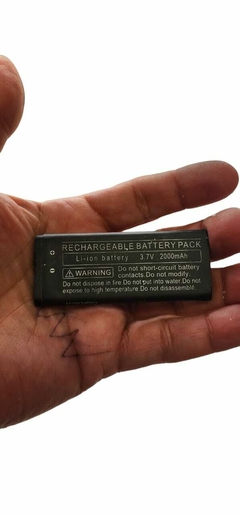 RECHARGEABLE BATTERY PACK
Li-ion battery 3.7V 2000mAh
WARNING Do not short-circuit battery
contacts.Do not modify.
Do not dispose in fire.Do not put into water.Do not
expose to high temperature.Do not disassemble.